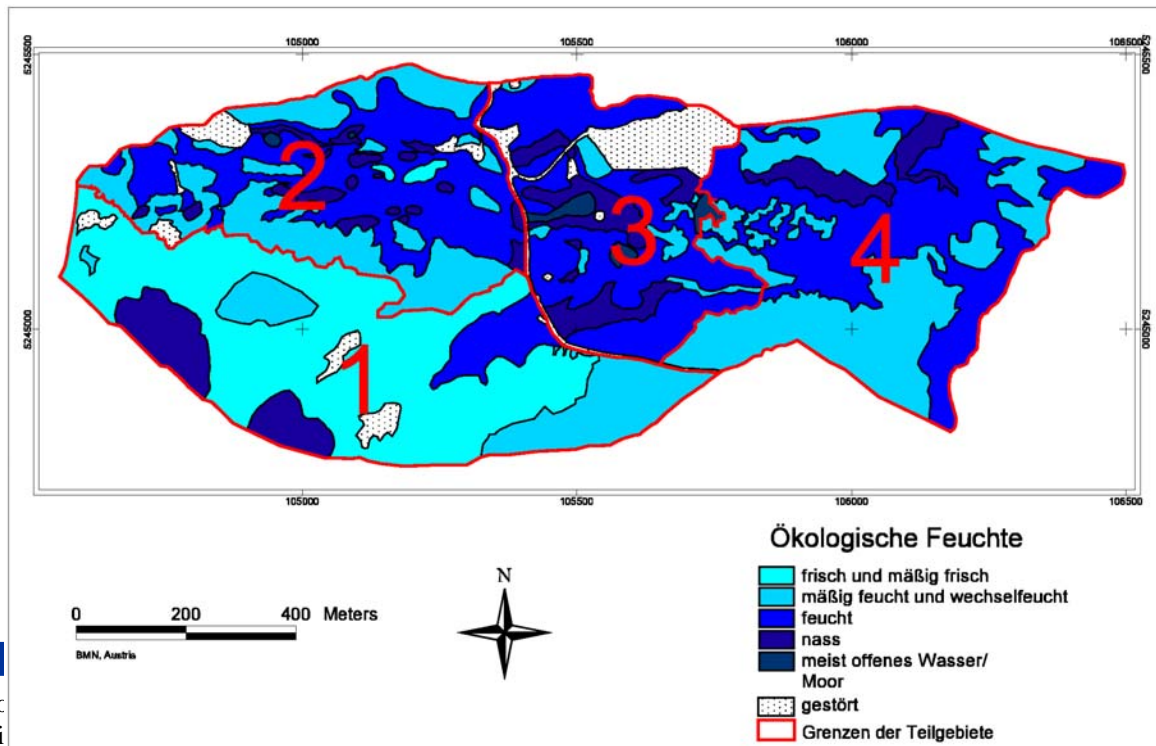 105000 105500 106000 106500
5245500 5245500
2
3
4
1
5245000 5245000
105000 105500 106000 106500
Ökologische Feuchte
frisch und mäßig frisch
mäßig feucht und wechselfeucht
feucht
nass
meist offenes Wasser/
Moor
gestört
Grenzen der Teilgebiete
N
0 200 400 Meters
BMN, Austria
i